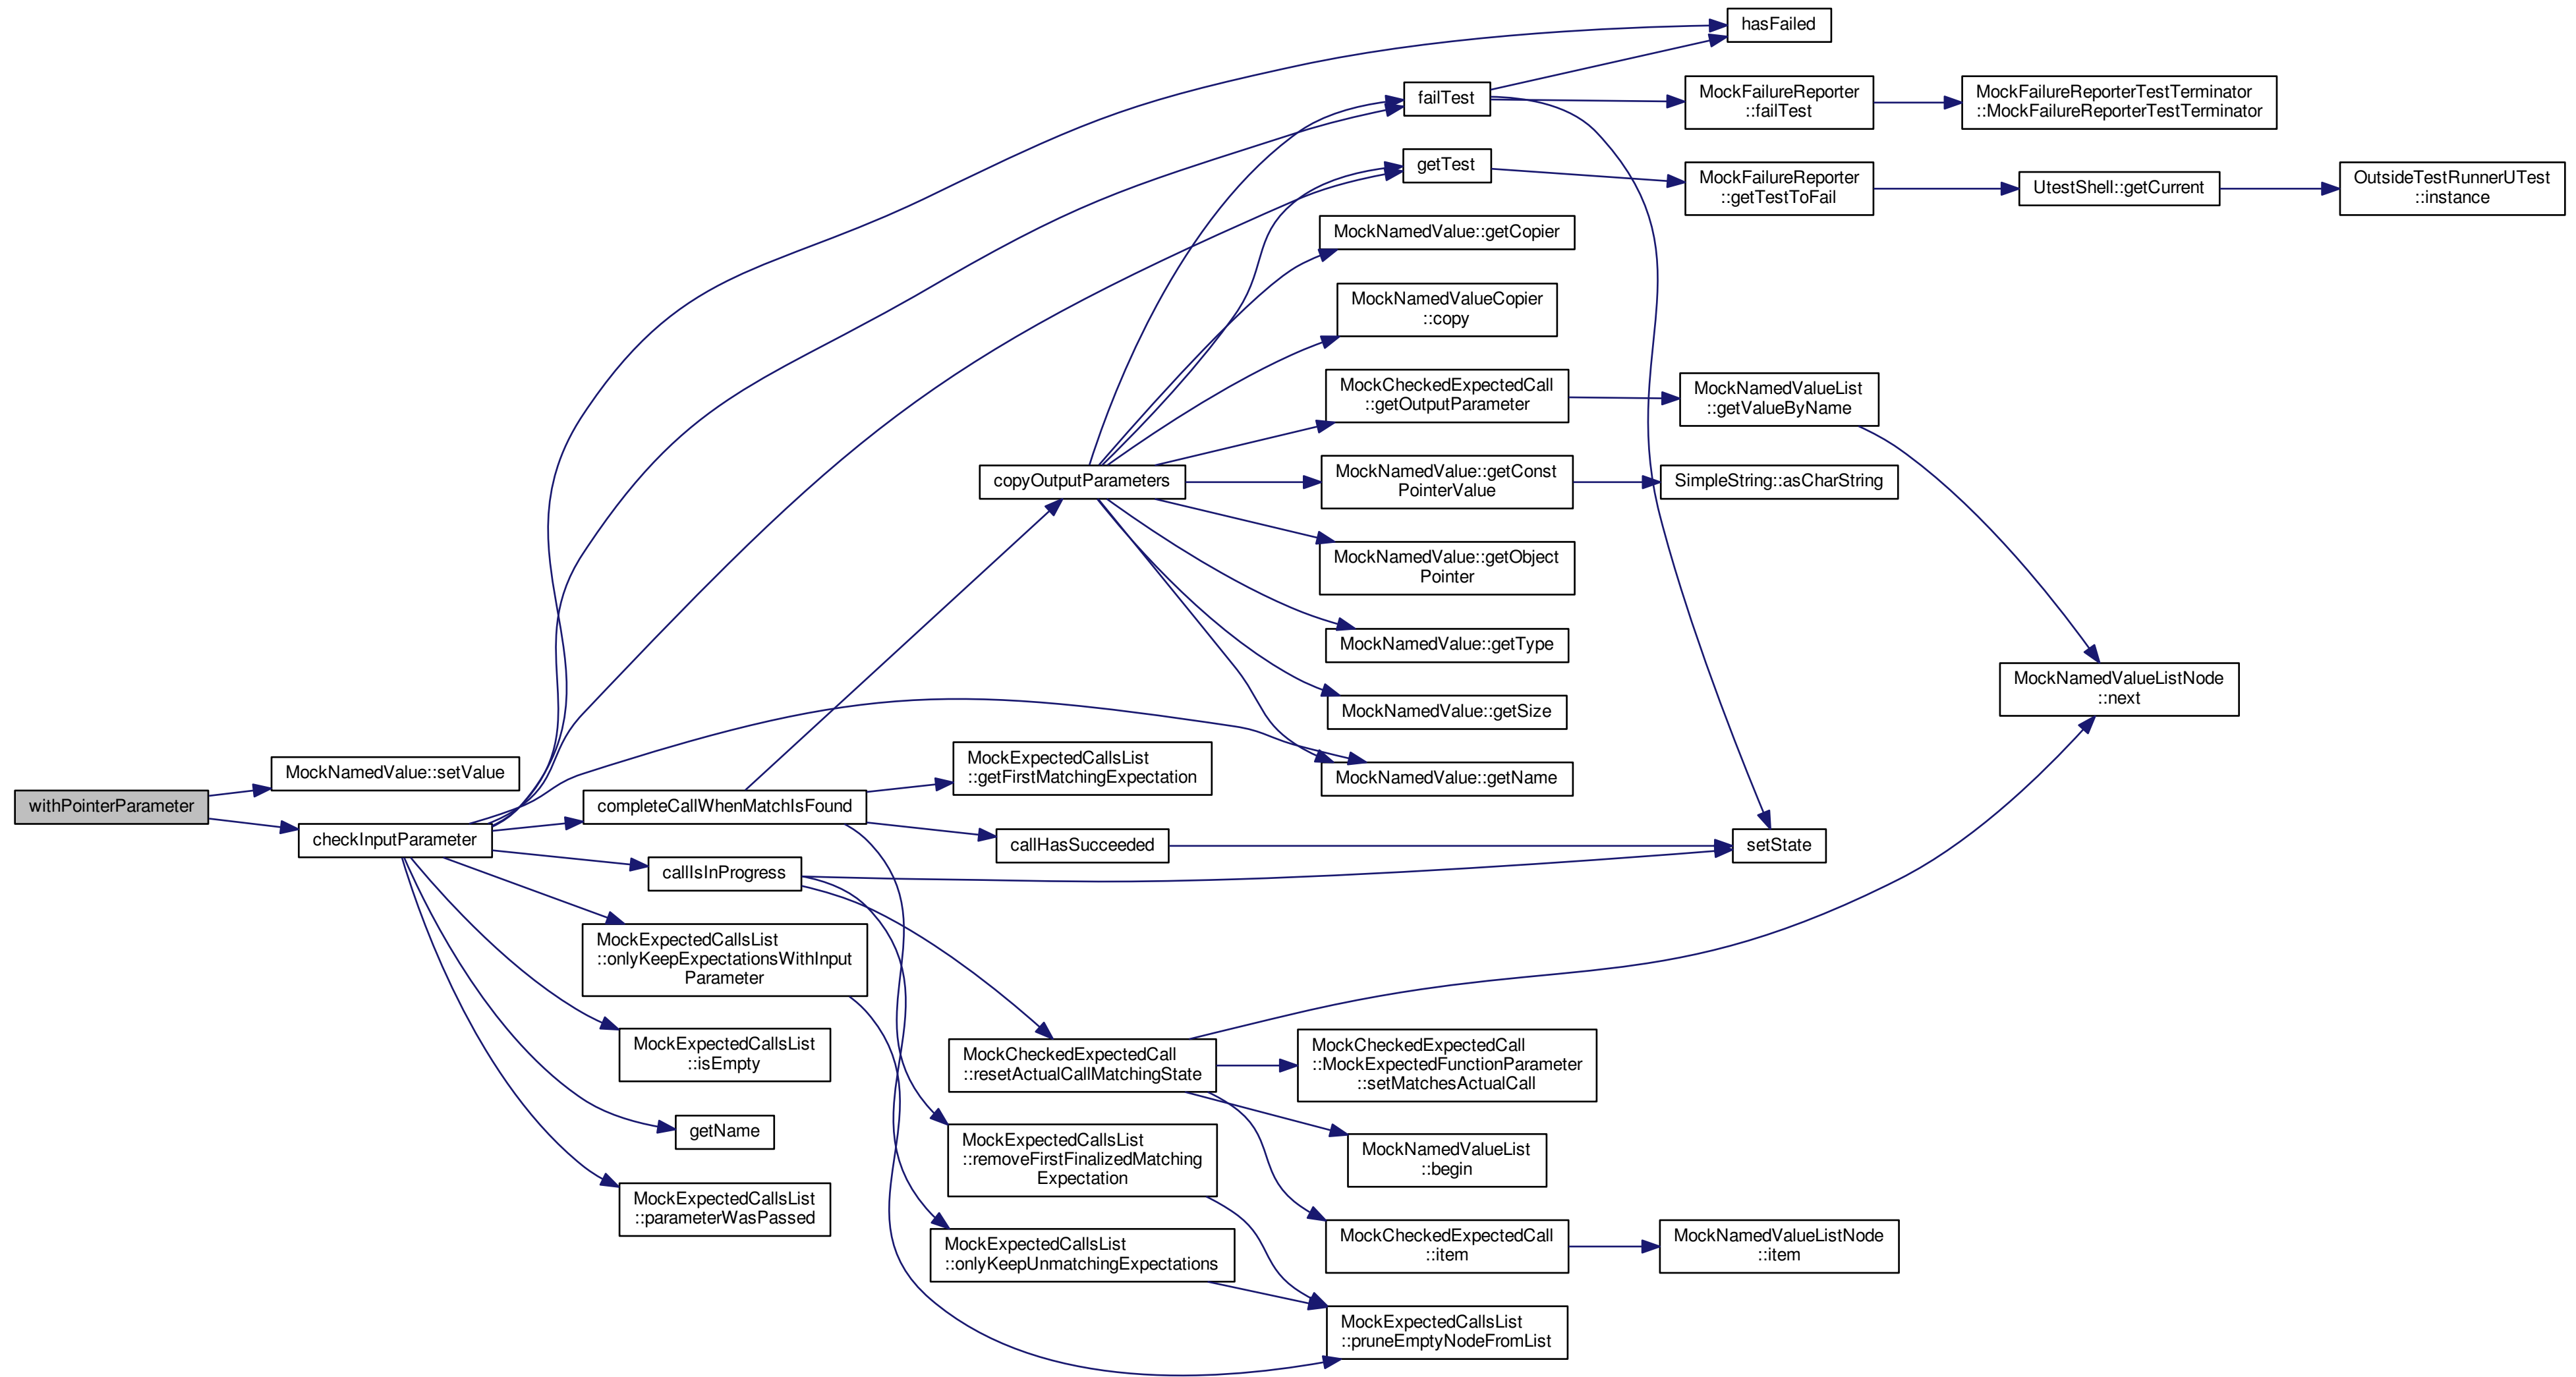 hasFailed
failTest
MockFailureReporter
::failTest
MockFailureReporterTestTerminator
::MockFailureReporterTestTerminator
getTest
MockFailureReporter
::getTestToFail
UtestShell::getCurrent
OutsideTestRunnerUTest
::instance
MockNamedValue::getCopier
MockNamedValueCopier
::copy
MockCheckedExpectedCall
::getOutputParameter
MockNamedValueList
::getValueByName
copyOutputParameters
MockNamedValue::getConst
PointerValue
SimpleString::asCharString
MockNamedValue::getObject
Pointer
MockNamedValue::getType
MockNamedValueListNode
::next
MockNamedValue::getSize
MockNamedValue::getName
MockNamedValue::setValue
withPointerParameter
checkInputParameter
completeCallWhenMatchIsFound
MockExpectedCallsList
::getFirstMatchingExpectation
callHasSucceeded
setState
callIsInProgress
MockExpectedCallsList
::onlyKeepExpectationsWithInput
Parameter
MockExpectedCallsList
::isEmpty
getName
MockExpectedCallsList
::parameterWasPassed
MockCheckedExpectedCall
::resetActualCallMatchingState
MockCheckedExpectedCall
::MockExpectedFunctionParameter
::setMatchesActualCall
MockNamedValueList
::begin
MockExpectedCallsList
::removeFirstFinalizedMatching
Expectation
MockCheckedExpectedCall
::item
MockNamedValueListNode
::item
MockExpectedCallsList
::onlyKeepUnmatchingExpectations
MockExpectedCallsList
::pruneEmptyNodeFromList